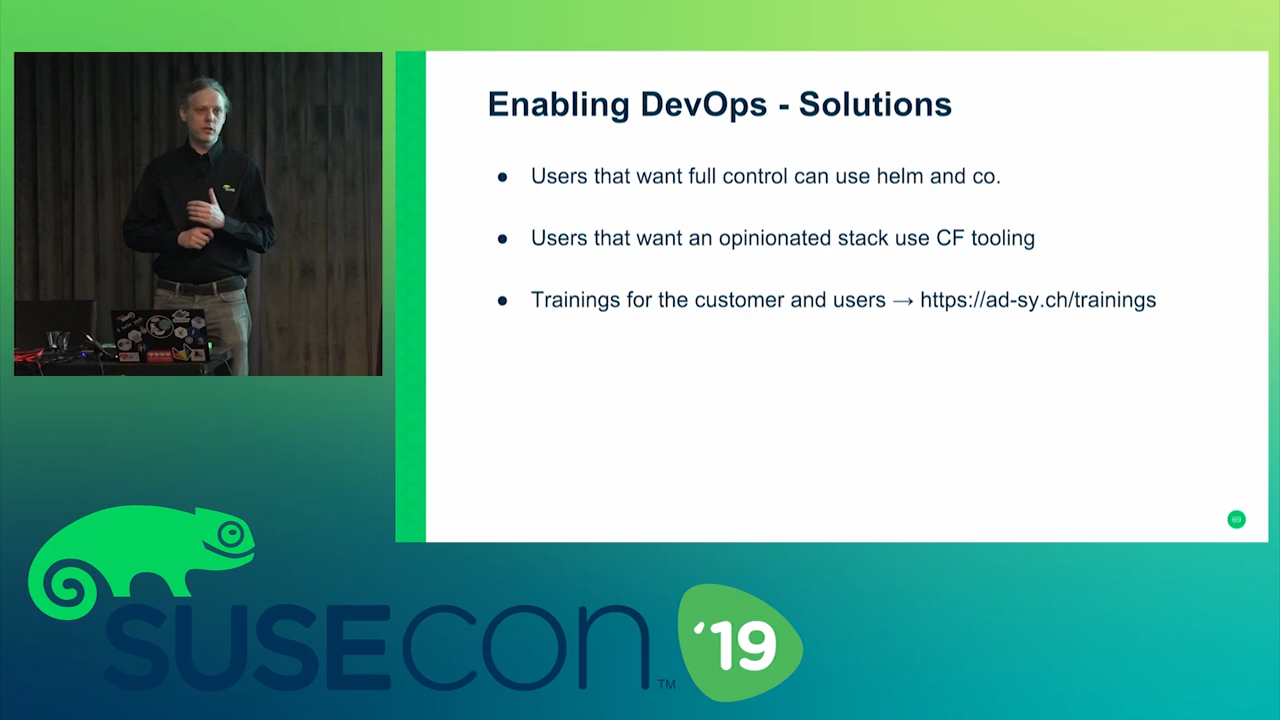 Enabling DevOps - Solutions
● Users that want full control can use helm and co.
● Users that want an opinionated stack use CF tooling
● Trainings for the customer and users → https://ad-sy.ch/trainings
69
SUSECON ™ '19